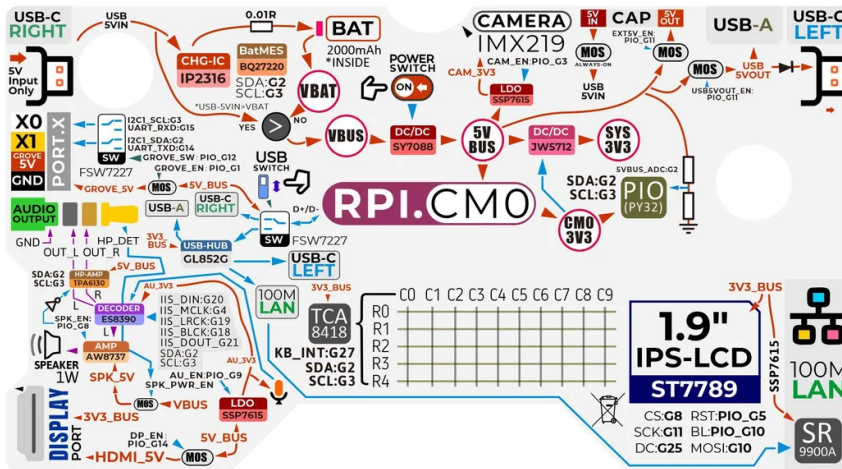 USB-C
RIGHT
USB
5VIN
5V
Input
Only
0.01R
BAT
2000mAh
*INSIDE
CHG-IC
IP2316
BatMES
BQ27220
SDA:G2
SCL:G3
VBAT
POWER
SWITCH
ON
CAMERA
IMX219
CAM_EN:PIO_G3
CAM_3V3
LDO
SSP7615
5V
IN
CAP
5V
OUT
EXT5V_EN:
PIO_G11
MOS
ALWAYS-ON
MOS
USB
5VIN
MOS
USB5VOUT_EN:
PIO_G11
USB-A
USB
5VOUT
USB-C
LEFT
*USB-5VIN>VBAT
YES
>
NO
VBUS
DC/DC
SY7088
5V
BUS
DC/DC
JW5712
SYS
3V3
X0
X1
GROVE
5V
GND
PORT.X
I2C1_SCL:G3
UART_RXD:G15
I2C1_SDA:G2
UART_TXD:G14
SW
FSW7227
GROVE_SW: PIO_G12
GROVE_EN: PIO_G1
GROVE_5V
MOS
5V_BUS
USB
SWITCH
RPI.CM0
D+/D-
SW
FSW7227
CM0
3V3
SDA:G2
SCL:G3
PIO
(PY32)
5VBUS_ADC:G2
AUDIO
OUTPUT
GND
OUT_L
OUT_R
HP_DET
USB-A
USB-C
RIGHT
3V3_
BUS
USB-HUB
GL852G
USB-C
LEFT
100M
LAN
SDA:G2
SCL:G3
HP-AMP
TPA6130
5V_BUS
L
R
AU_3V3
DECODER
ES8390
IIS_DIN:G20
IIS_MCLK:G4
IIS_LRCK:G19
IIS_BLCK:G18
IIS_DOUT_G21
SDA:G2
SCL:G3
SPK_EN:
PIO_G8
L
AMP
AW8737
SPEAKER
1W
SPK_5V
SPK_PWR_EN
AU_EN:PIO_G9
AU_3V3
MOS
VBUS
LDO
SSP7615
5V_BUS
DISPLAY
PORT
3V3_BUS
DP_EN:
PIO_G14
HDMI_5V
MOS
3V3_BUS
TCA
8418
KB_INT:G27
SDA:G2
SCL:G3
C0 C1 C2 C3 C4 C5 C6 C7 C8 C9
R0
R1
R2
R3
R4
1.9"
IPS-LCD
ST7789
CS:G8 RST:PIO_G5
SCK:G11 BL:PIO_G10
DC:G25 MOSI:G10
3V3_BUS
SSP7615
100M
LAN
SR
9900A